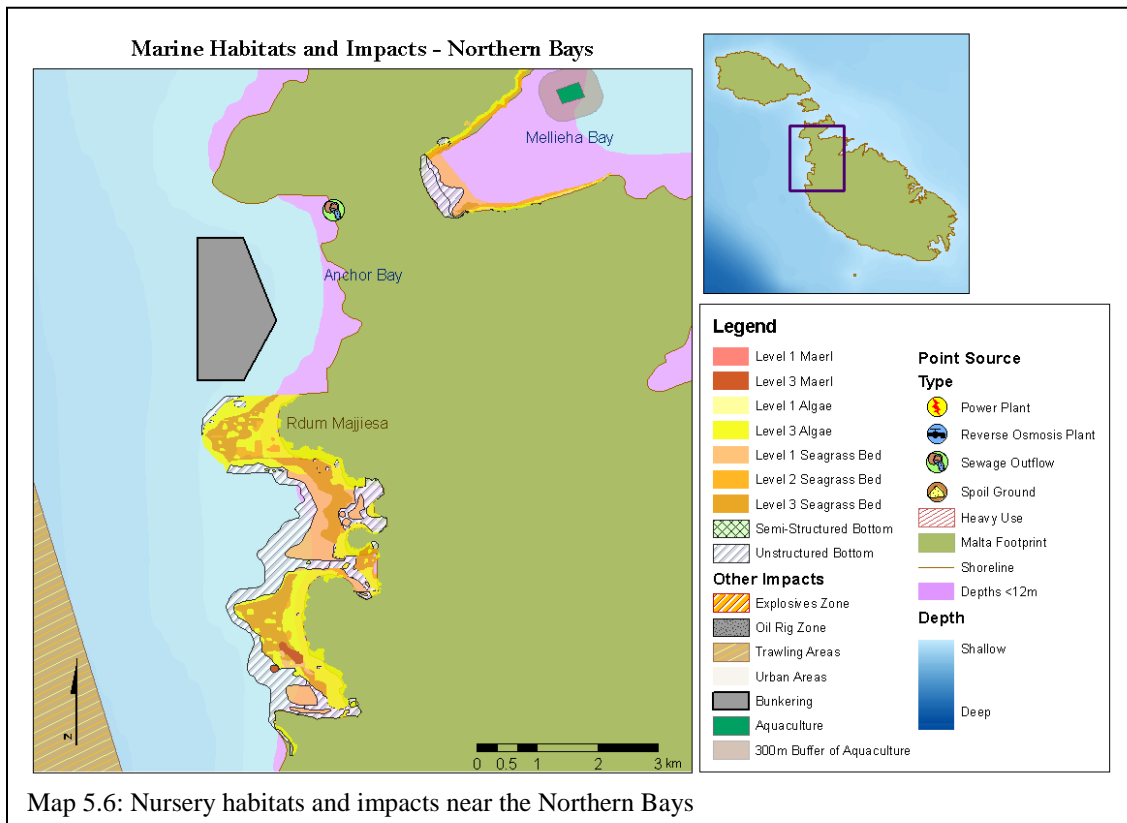 Marine Habitats and Impacts - Northern Bays
Mellieha Bay
Anchor Bay
Rdum Majjiesa
N
0 0.5 1 2 3 km
Legend
Level 1 Maerl
Level 3 Maerl
Level 1 Algae
Level 3 Algae
Level 1 Seagrass Bed
Level 2 Seagrass Bed
Level 3 Seagrass Bed
Semi-Structured Bottom
Unstructured Bottom
Other Impacts
Explosives Zone
Oil Rig Zone
Trawling Areas
Urban Areas
Bunkering
Aquaculture
300m Buffer of Aquaculture
Point Source
Type
Power Plant
Reverse Osmosis Plant
Sewage Outflow
Spoil Ground
Heavy Use
Malta Footprint
Shoreline
Depths <12m
Depth
Shallow
Deep
Map 5.6: Nursery habitats and impacts near the Northern Bays